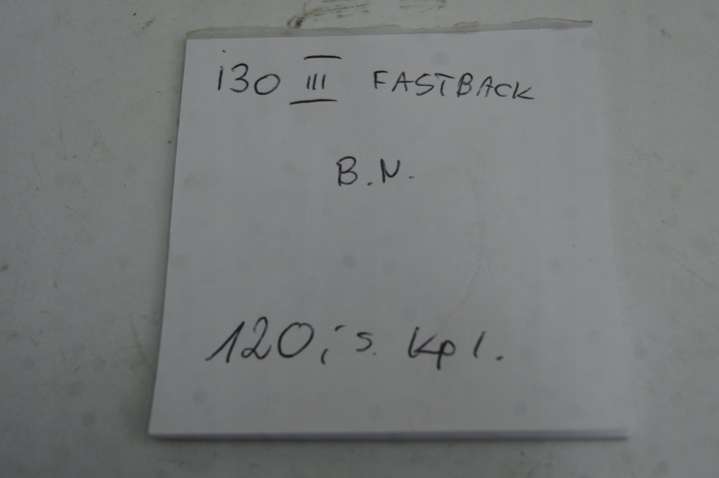 i30 III FASTBACK
B.N.
120,- s. kpl.